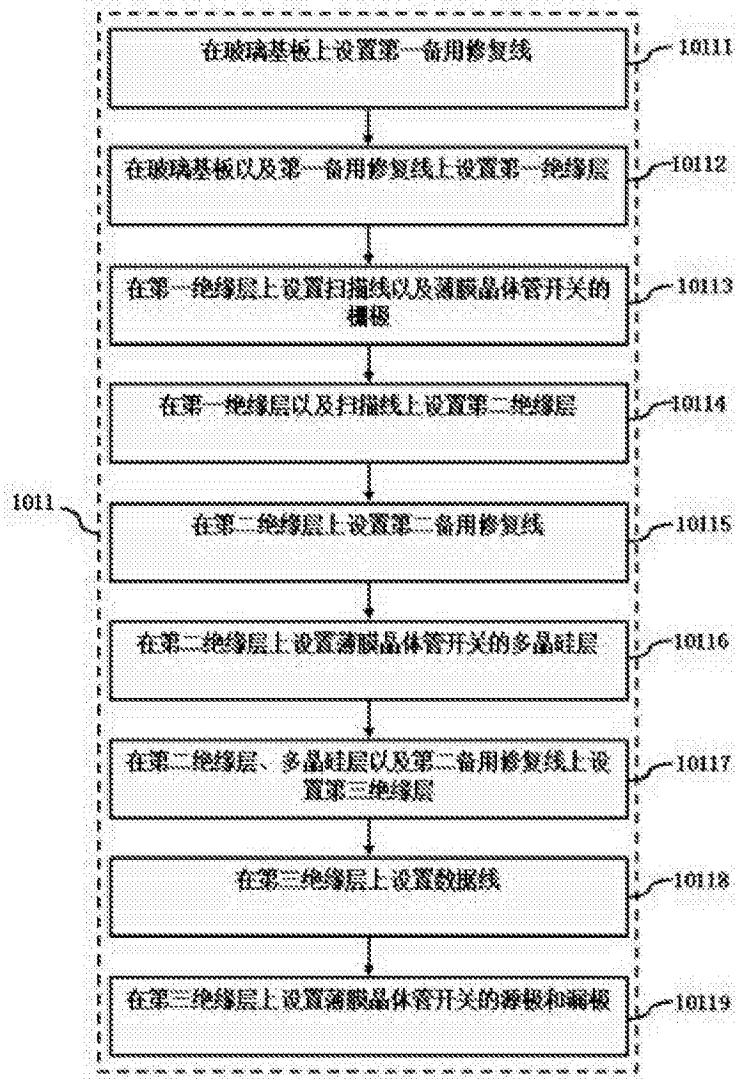 在玻璃基板上设置第一备用修复线
10111
在玻璃基板以及第一备用修复线上设置第一绝缘层
10112
在第一绝缘层上设置扫描线以及薄膜晶体管开关的
栅极
10113
在第一绝缘层以及扫描线上设置第二绝缘层
10114
1011
在第二绝缘层上设置第二备用修复线
10115
在第二绝缘层上设置薄膜晶体管开关的多晶硅层
10116
在第二绝缘层、多晶硅层以及第二备用修复线上设
置第三绝缘层
10117
在第三绝缘层上设置数据线
10118
在第三绝缘层上设置薄膜晶体管开关的源极和漏极
10119